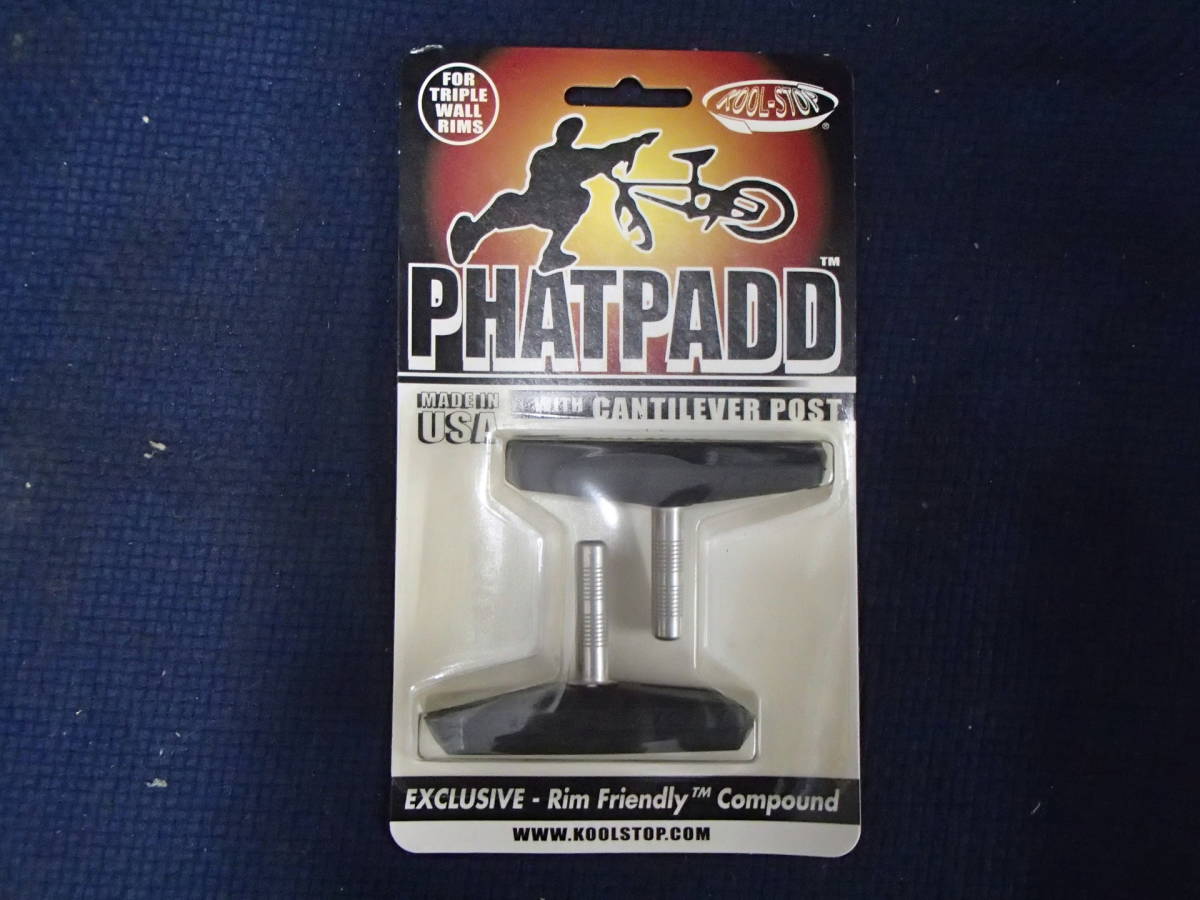 FOR
TRIPLE
WALL
RIMS
KOOL-STOP
®
PHATPADD™
MADE IN
USA
WITH CANTILEVER POST
EXCLUSIVE - Rim Friendly™ Compound
WWW.KOOLSTOP.COM